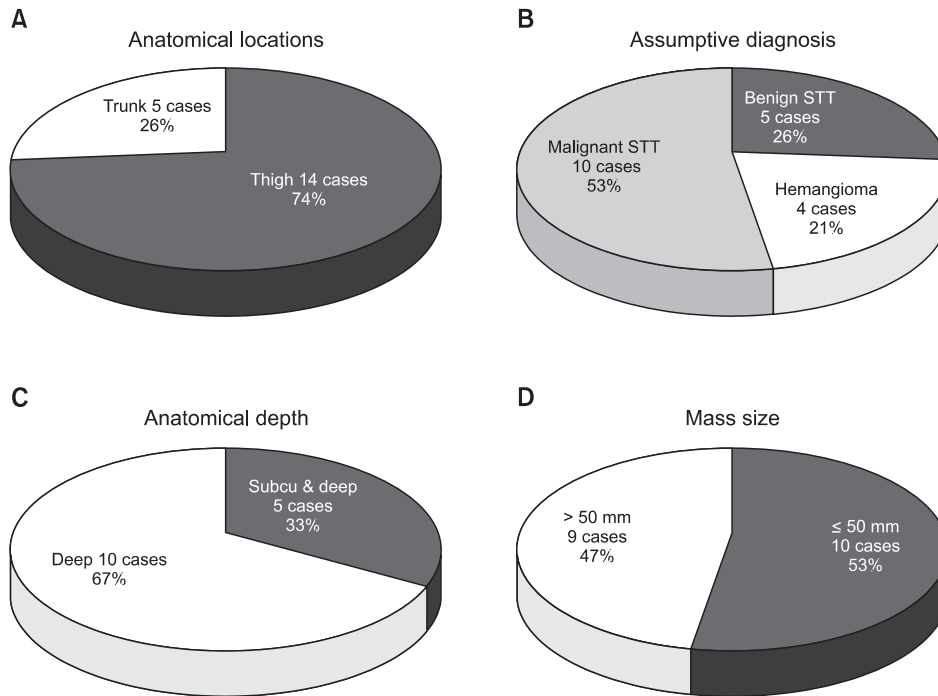 A
Anatomical locations
Trunk 5 cases
26%
Thigh 14 cases
74%
B
Assumptive diagnosis
Benign STT
5 cases
26%
Malignant STT
10 cases
53%
Hemangioma
4 cases
21%
C
Anatomical depth
Subcu & deep
5 cases
33%
Deep 10 cases
67%
D
Mass size
> 50 mm
9 cases
47%
≤ 50 mm
10 cases
53%